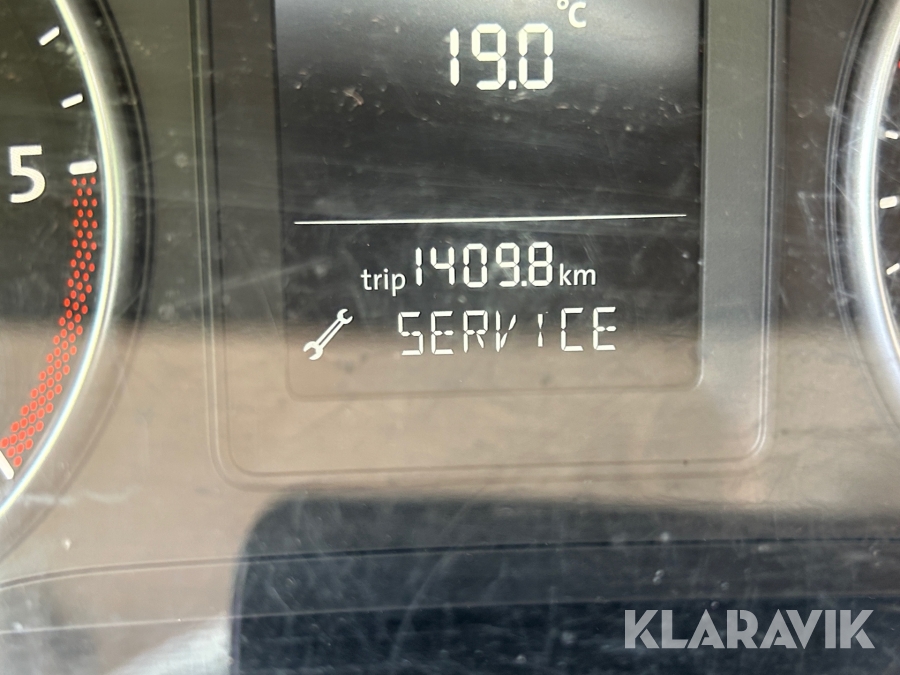 °C
19.0
5
trip 1409.8 km
SERVICE
KLARAVIK